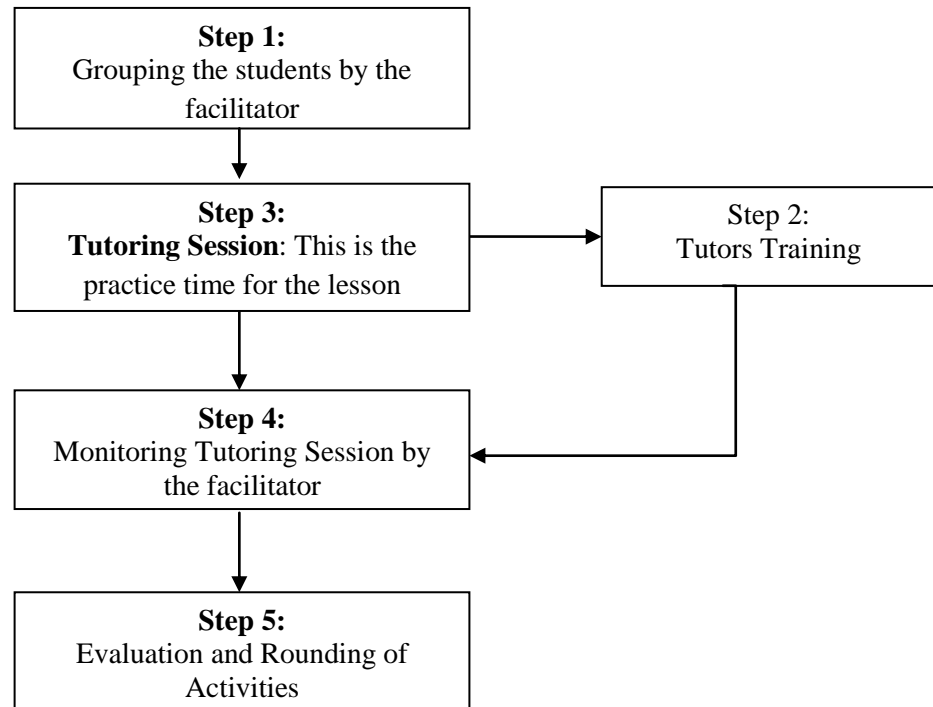 Step 1:
Grouping the students by the
facilitator
Step 3:
Tutoring Session: This is the
practice time for the lesson
Step 2:
Tutors Training
Step 4:
Monitoring Tutoring Session by
the facilitator
Step 5:
Evaluation and Rounding of
Activities